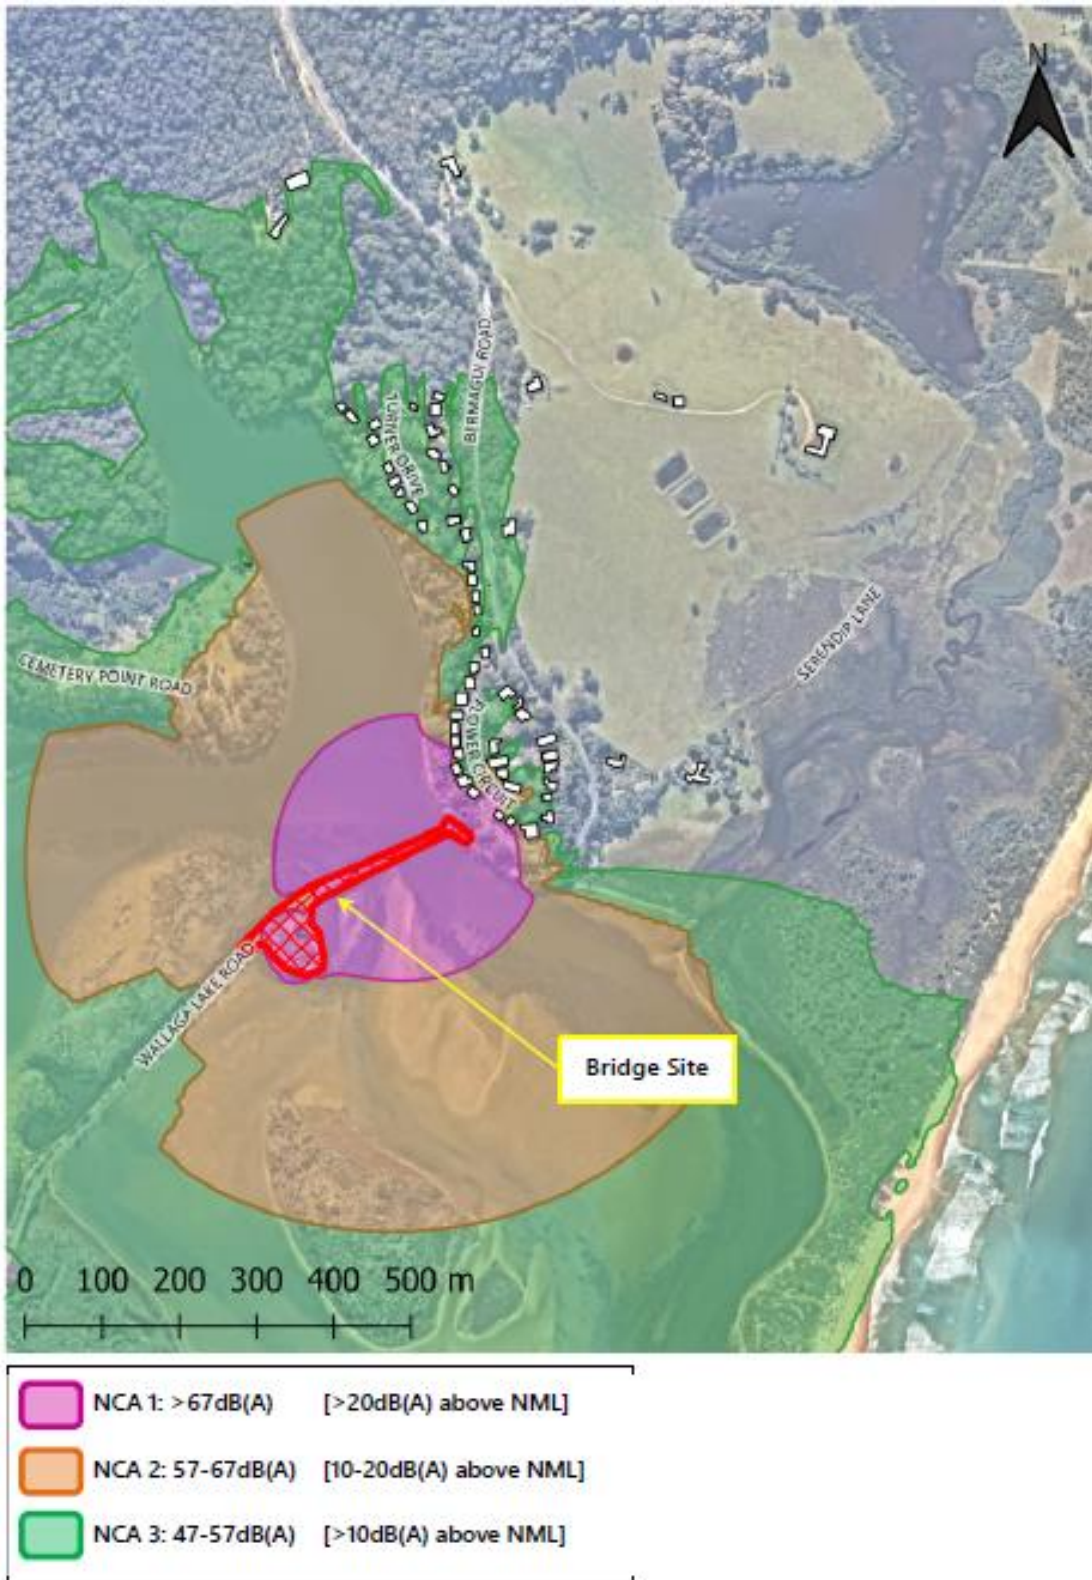 N
BERMAGUI ROAD
TURNER DRIVE
SERENDIP LANE
CEMETERY POINT ROAD
FLOWER CIRCUIT
WALLAGA LAKE ROAD
Bridge Site
0 100 200 300 400 500 m
NCA 1: >67dB(A) [>20dB(A) above NML]
NCA 2: 57-67dB(A) [10-20dB(A) above NML]
NCA 3: 47-57dB(A) [>10dB(A) above NML]